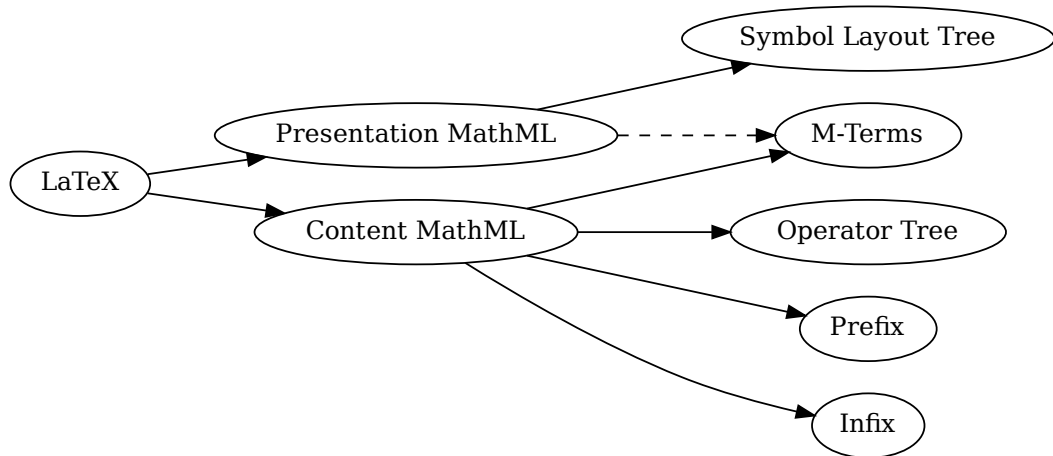 Symbol Layout Tree
Presentation MathML
M-Terms
LaTeX
Content MathML
Operator Tree
Prefix
Infix